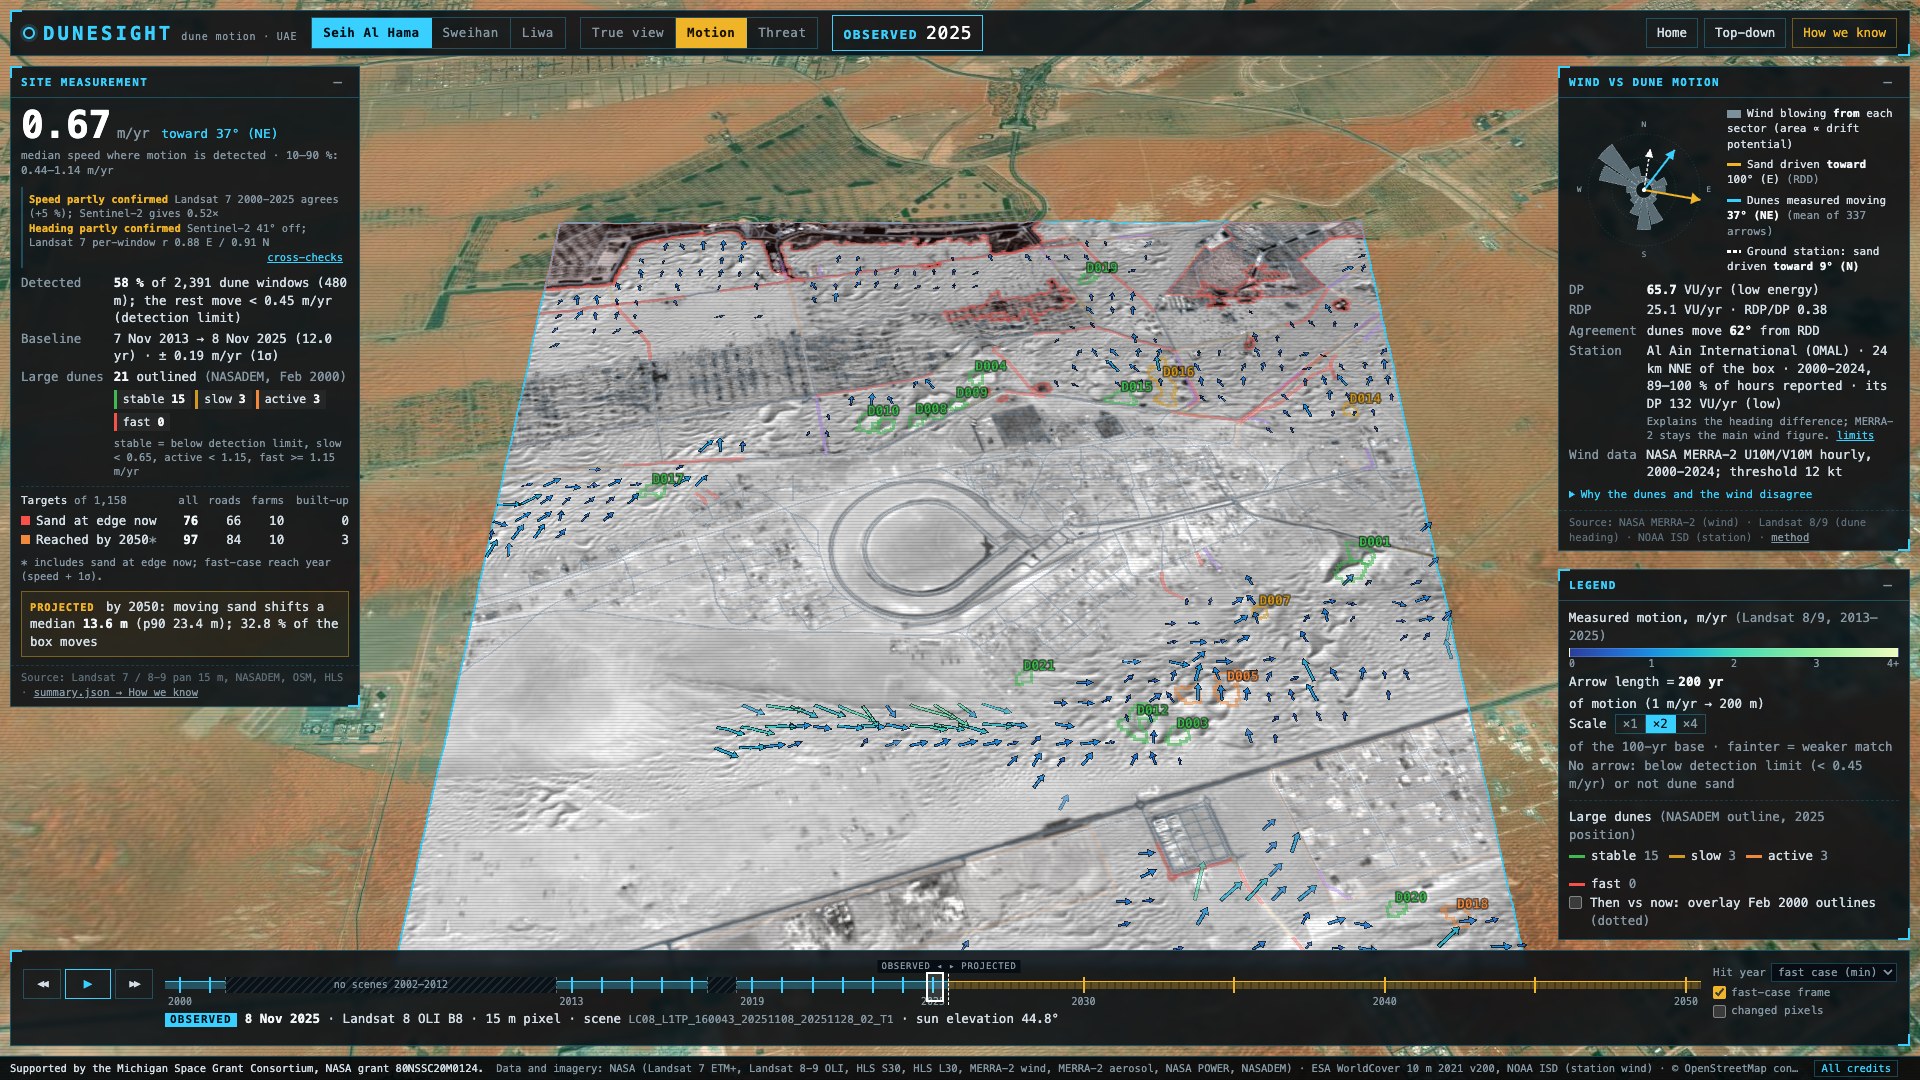 DUNESIGHT dune motion · UAE
Seih Al Hama Sweihan Liwa
True view Motion Threat
OBSERVED 2025
Home Top-down How we know
SITE MEASUREMENT
0.67 m/yr toward 37° (NE)
median speed where motion is detected · 10–90 %:
0.44–1.14 m/yr
Speed partly confirmed Landsat 7 2000–2025 agrees
(+5 %); Sentinel-2 gives 0.52×
Heading partly confirmed Sentinel-2 41° off;
Landsat 7 per-window r 0.88 E / 0.91 N
cross-checks
Detected 58 % of 2,391 dune windows (480
m); the rest move < 0.45 m/yr
(detection limit)
Baseline 7 Nov 2013 → 8 Nov 2025 (12.0
yr) · ± 0.19 m/yr (1σ)
Large dunes 21 outlined (NASADEM, Feb 2000)
stable 15 slow 3 active 3
fast 0
stable = below detection limit, slow
< 0.65, active < 1.15, fast >= 1.15
m/yr
Targets of 1,158 all roads farms built-up
Sand at edge now 76 66 10 0
Reached by 2050* 97 84 10 3
* includes sand at edge now; fast-case reach year
(speed + 1σ).
PROJECTED by 2050: moving sand shifts a
median 13.6 m (p90 23.4 m); 32.8 % of the
box moves
Source: Landsat 7 / 8–9 pan 15 m, NASADEM, OSM, HLS
· summary.json → How we know
D019
D004
D009
D008
D010
D015
D016
D014
D017
D001
D007
D021
D005
D012
D003
D020
D018
WIND VS DUNE MOTION
N
W
E
S
Wind blowing from each
sector (area ∝ drift
potential)
Sand driven toward
100° (E) (RDD)
Dunes measured moving
37° (NE) (mean of 337
arrows)
Ground station: sand
driven toward 9° (N)
DP 65.7 VU/yr (low energy)
RDP 25.1 VU/yr · RDP/DP 0.38
Agreement dunes move 62° from RDD
Station Al Ain International (OMAL) · 24
km NNE of the box · 2000–2024,
89–100 % of hours reported · its
DP 132 VU/yr (low)
Explains the heading difference; MERRA-
2 stays the main wind figure. limits
Wind data NASA MERRA-2 U10M/V10M hourly,
2000–2024; threshold 12 kt
Why the dunes and the wind disagree
Source: NASA MERRA-2 (wind) · Landsat 8/9 (dune
heading) · NOAA ISD (station) · method
LEGEND
Measured motion, m/yr (Landsat 8/9, 2013–
2025)
0 1 2 3 4+
Arrow length = 200 yr
of motion (1 m/yr → 200 m)
Scale ×1 ×2 ×4
of the 100-yr base · fainter = weaker match
No arrow: below detection limit (< 0.45
m/yr) or not dune sand
Large dunes (NASADEM outline, 2025
position)
stable 15 slow 3 active 3
fast 0
Then vs now: overlay Feb 2000 outlines
(dotted)
OBSERVED ◂ ▸ PROJECTED
no scenes 2002–2012
2000 2013 2019 2025 2030 2040 2050
OBSERVED 8 Nov 2025 · Landsat 8 OLI B8 · 15 m pixel · scene LC08_L1TP_160043_20251108_20251128_02_T1 · sun elevation 44.8°
Hit year fast case (min)
fast-case frame
changed pixels
Supported by the Michigan Space Grant Consortium, NASA grant 80NSSC20M0124. Data and imagery: NASA (Landsat 7 ETM+, Landsat 8–9 OLI, HLS S30, HLS L30, MERRA-2 wind, MERRA-2 aerosol, NASA POWER, NASADEM) · ESA WorldCover 10 m 2021 v200, NOAA ISD (station wind) · © OpenStreetMap con… All credits